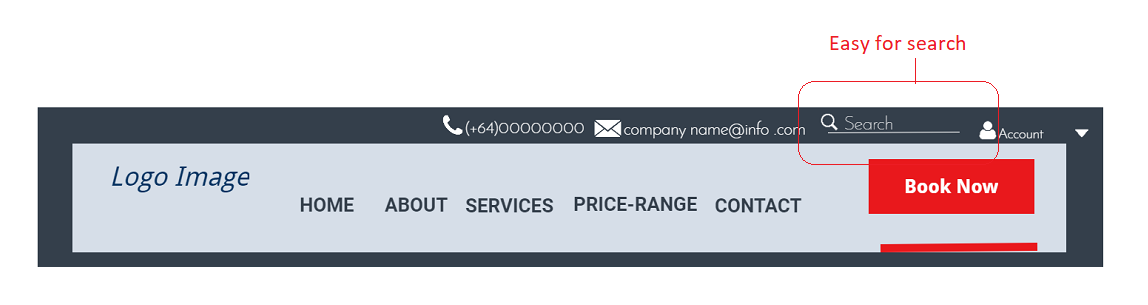 Easy for search
(+64)00000000 company name@info .com Search Account
Logo Image
Book Now
HOME ABOUT SERVICES PRICE-RANGE CONTACT